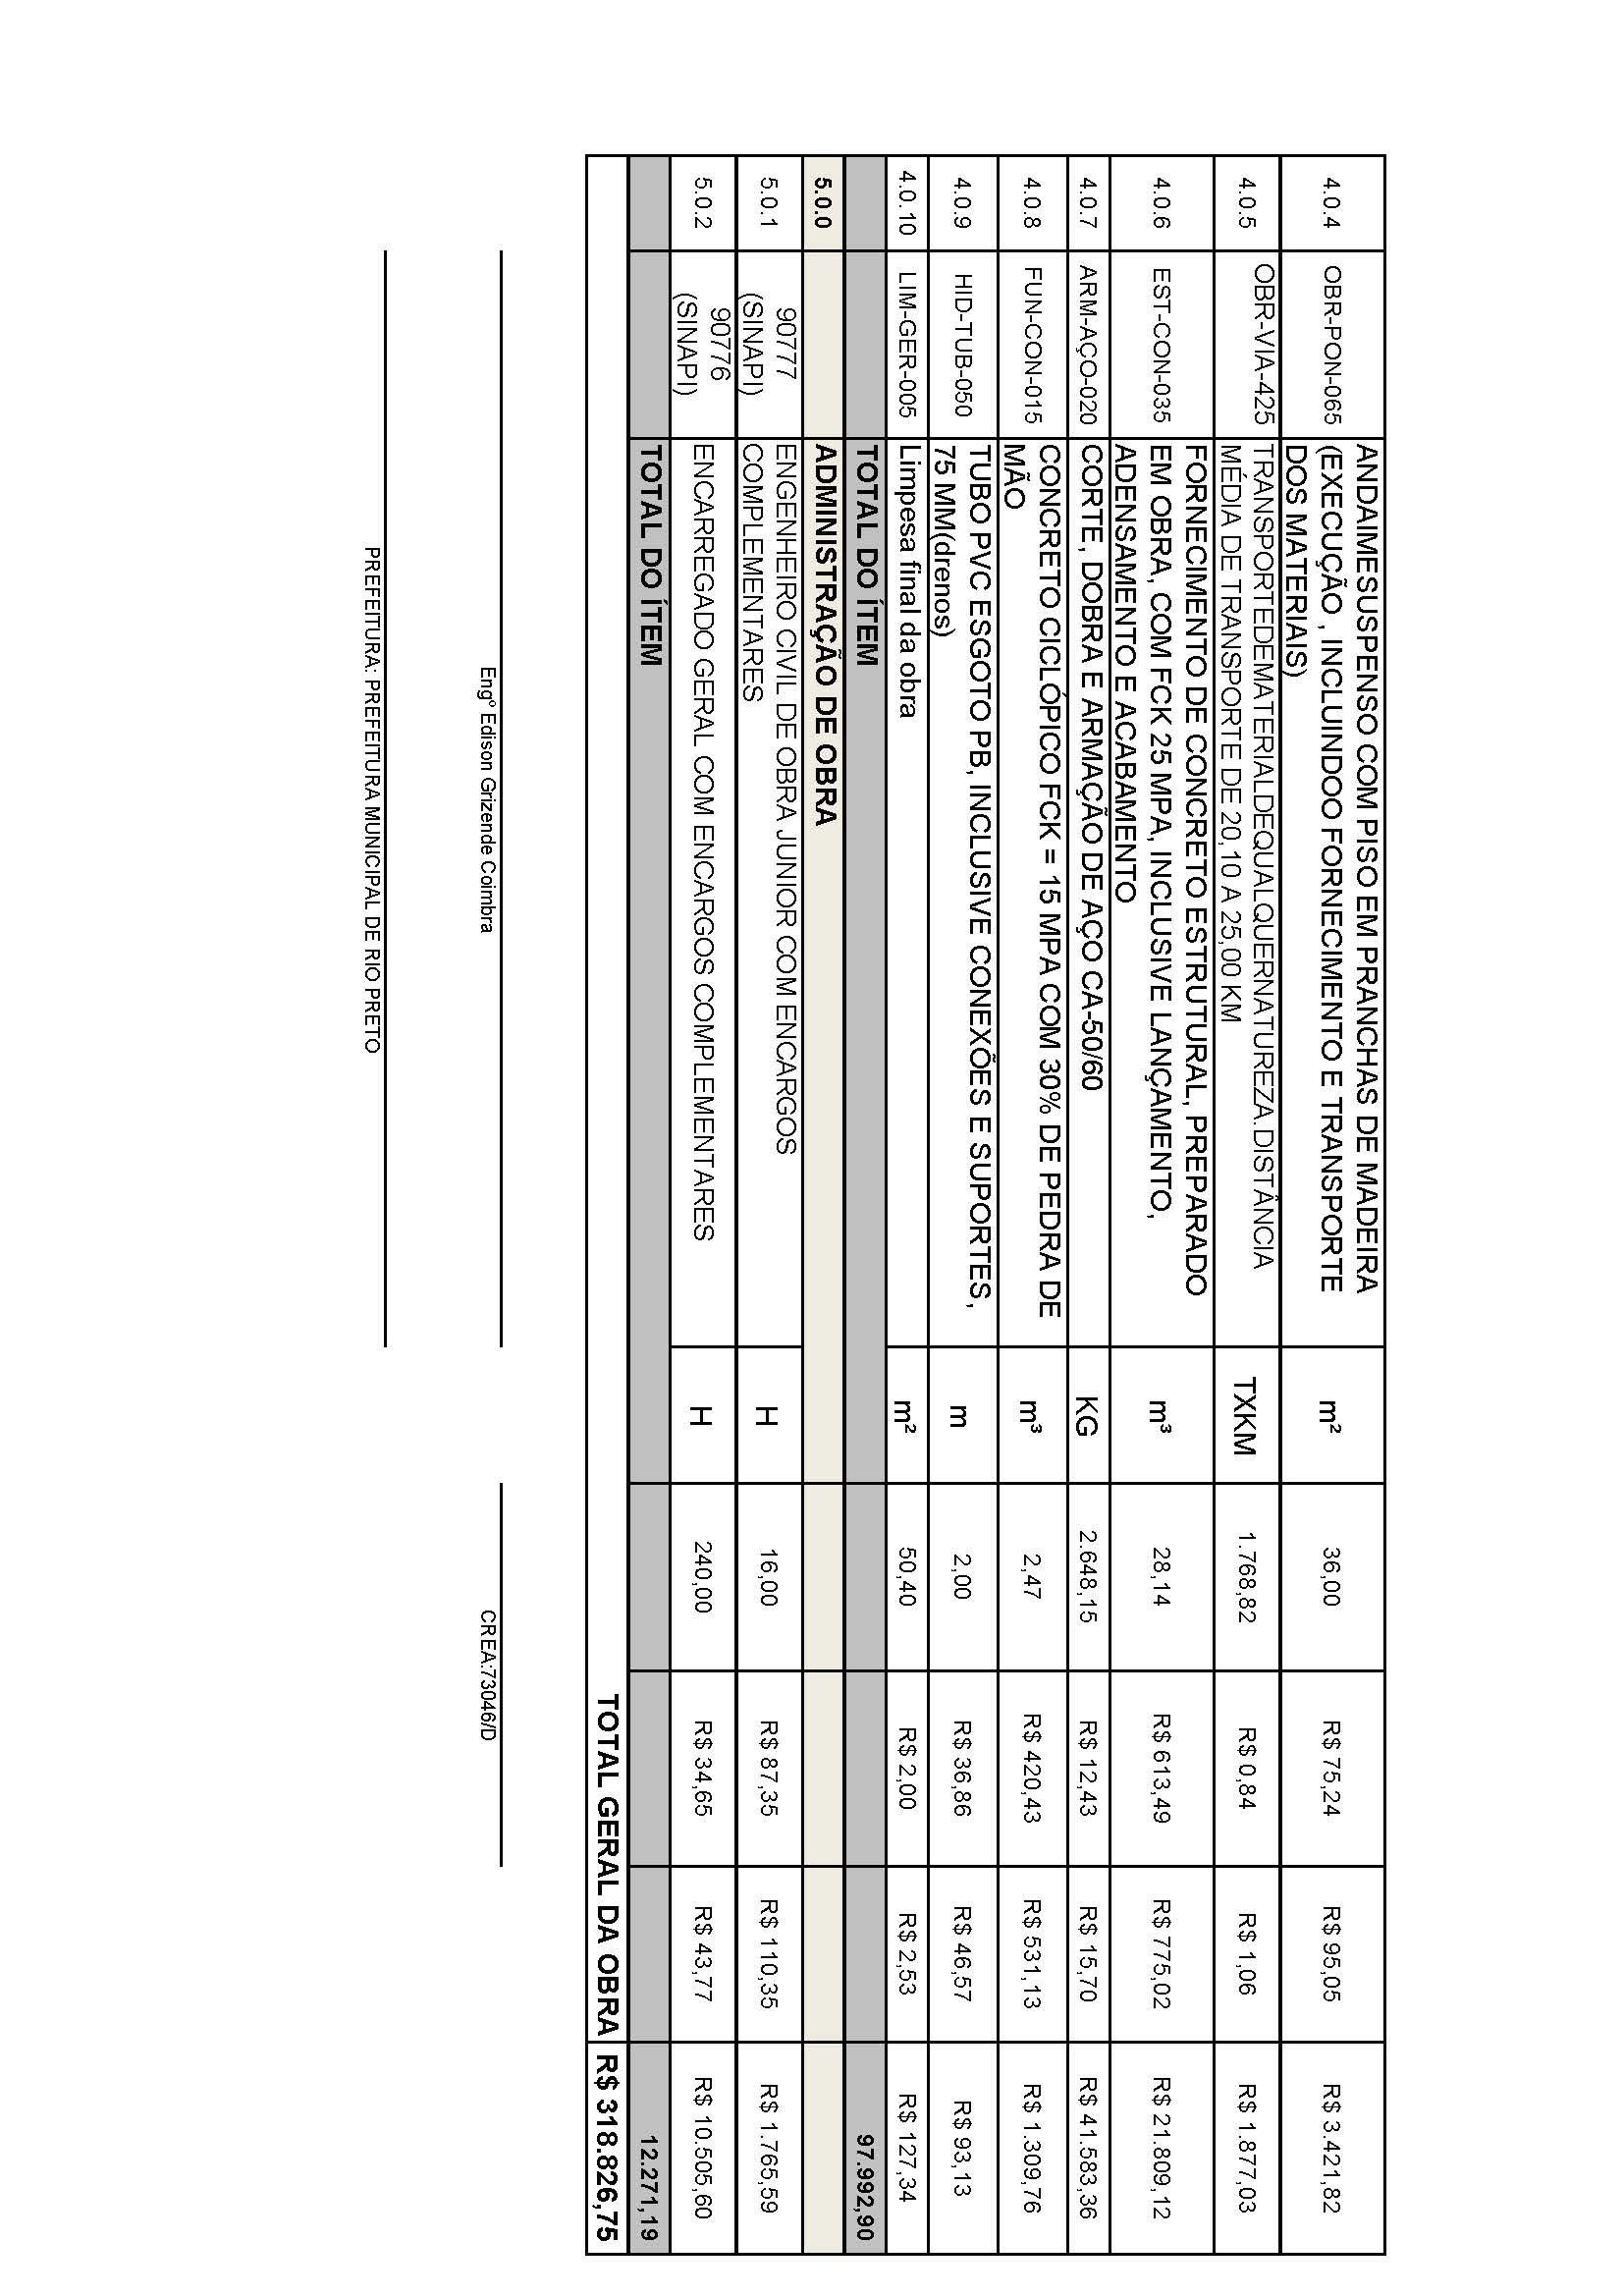 4.0.4 OBR-PON-065 ANDAIMESUSPENSO COM PISO EM PRANCHAS DE MADEIRA
(EXECUÇÃO , INCLUINDOO FORNECIMENTO E TRANSPORTE
DOS MATERIAIS) m² 36,00 R$ 75,24 R$ 95,05 R$ 3.421,82
4.0.5 OBR-VIA-425 TRANSPORTEDEMATERIALDEQUALQUERNATUREZA.DISTÂNCIA
MÉDIA DE TRANSPORTE DE 20,10 A 25,00 KM TXKM 1.768,82 R$ 0,84 R$ 1,06 R$ 1.877,03
4.0.6 EST-CON-035 FORNECIMENTO DE CONCRETO ESTRUTURAL, PREPARADO
EM OBRA, COM FCK 25 MPA, INCLUSIVE LANÇAMENTO,
ADENSAMENTO E ACABAMENTO m³ 28,14 R$ 613,49 R$ 775,02 R$ 21.809,12
4.0.7 ARM-AÇO-020 CORTE, DOBRA E ARMAÇÃO DE AÇO CA-50/60 KG 2.648,15 R$ 12,43 R$ 15,70 R$ 41.583,36
4.0.8 FUN-CON-015 CONCRETO CICLÓPICO FCK = 15 MPA COM 30% DE PEDRA DE
MÃO m³ 2,47 R$ 420,43 R$ 531,13 R$ 1.309,76
4.0.9 HID-TUB-050 TUBO PVC ESGOTO PB, INCLUSIVE CONEXÕES E SUPORTES,
75 MM(drenos) m 2,00 R$ 36,86 R$ 46,57 R$ 93,13
4.0.10 LIM-GER-005 Limpesa final da obra m² 50,40 R$ 2,00 R$ 2,53 R$ 127,34
TOTAL DO ÍTEM 97.992,90
5.0.0 ADMINISTRAÇÃO DE OBRA
5.0.1 90777
(SINAPI) ENGENHEIRO CIVIL DE OBRA JUNIOR COM ENCARGOS
COMPLEMENTARES H 16,00 R$ 87,35 R$ 110,35 R$ 1.765,59
5.0.2 90776
(SINAPI) ENCARREGADO GERAL COM ENCARGOS COMPLEMENTARES H 240,00 R$ 34,65 R$ 43,77 R$ 10.505,60
TOTAL DO ÍTEM 12.271,19
TOTAL GERAL DA OBRA R$ 318.826,75
Engº Edison Grizende Coimbra CREA:73046/D
PREFEITURA: PREFEITURA MUNICIPAL DE RIO PRETO